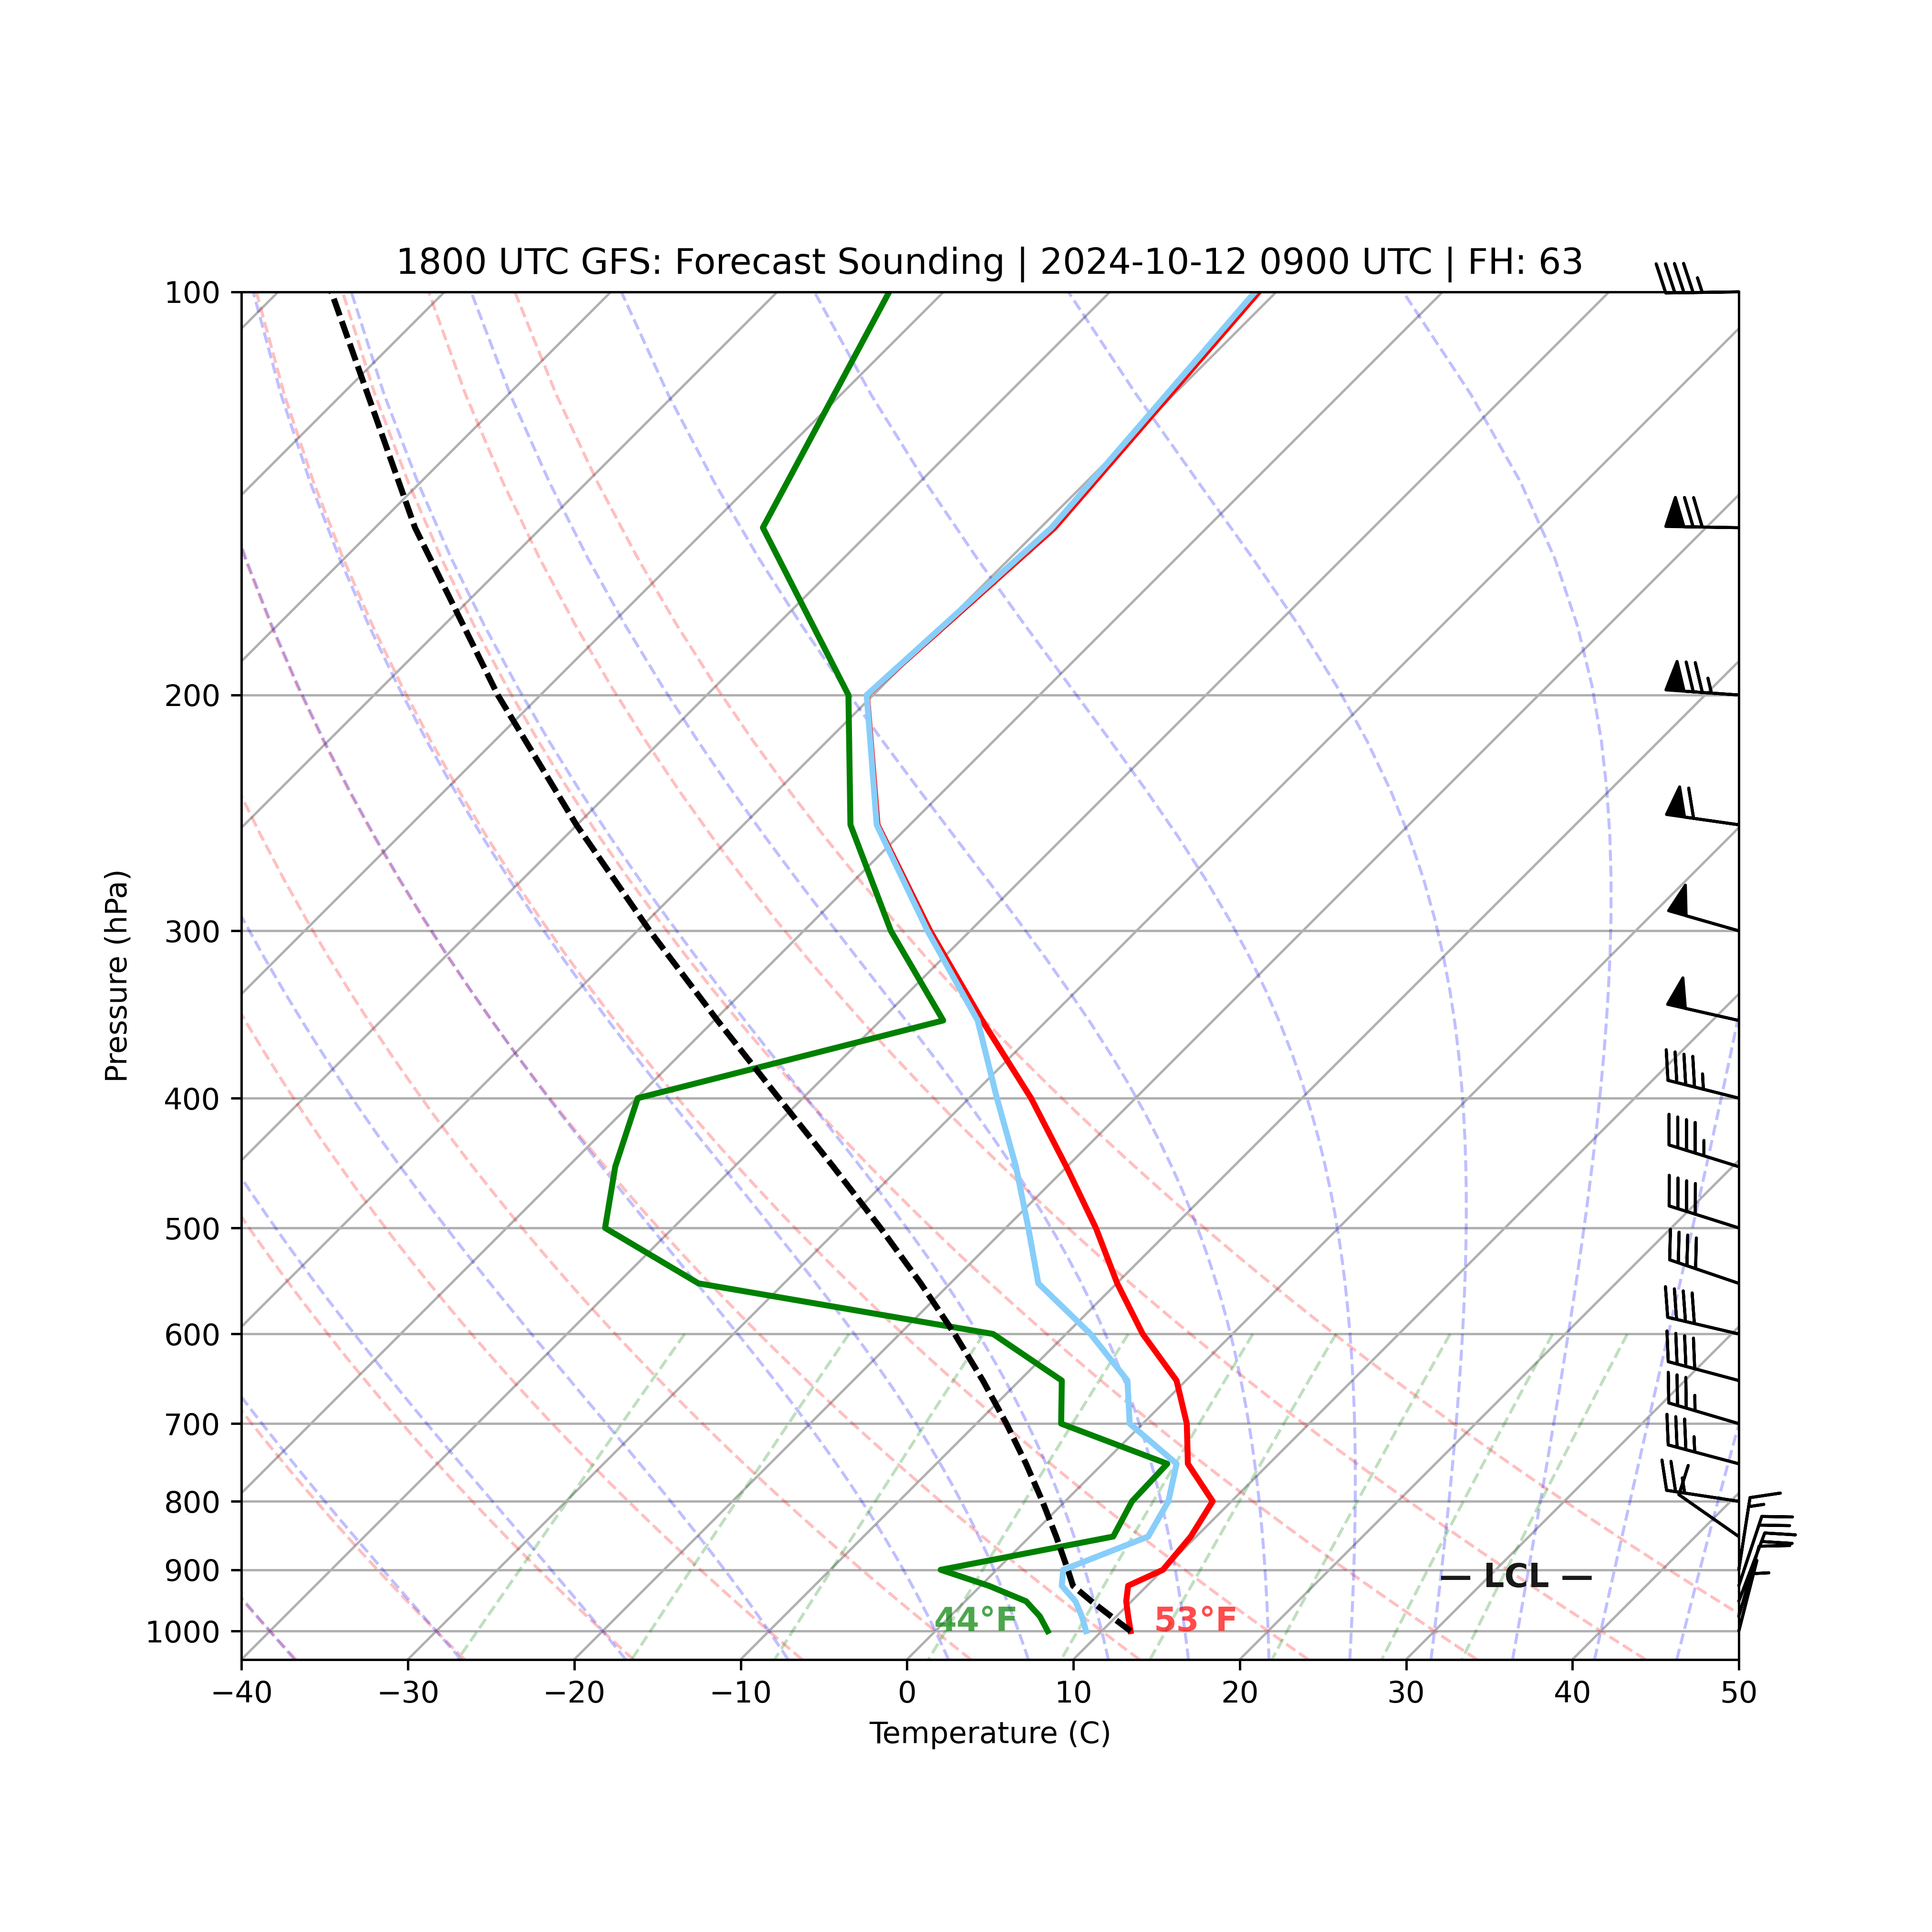 1800 UTC GFS: Forecast Sounding | 2024-10-12 0900 UTC | FH: 63
100
200
300
400
500
600
700
800
900
1000
Pressure (hPa)
— LCL —
44°F 53°F
−40 −30 −20 −10 0 10 20 30 40 50
Temperature (C)